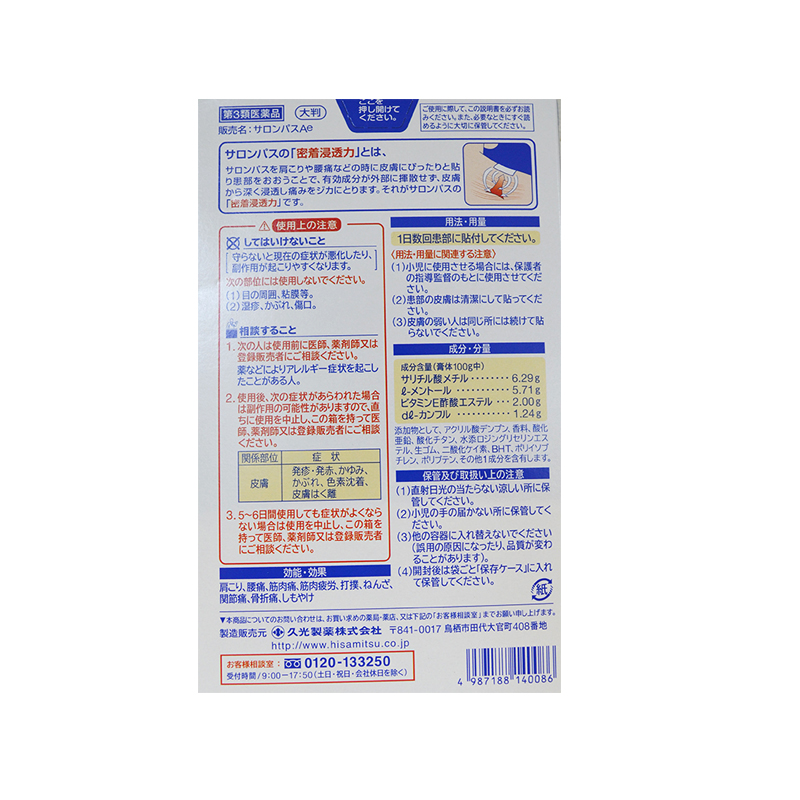 第3類医薬品
大判
ここを
押し開けて
ください。
ご使用に際して、この説明書を必ずお読
みください。また、必要なときにすぐ読
めるように大切に保管してください。
販売名:サロンパスAe
サロンパスの「密着浸透力」とは、
サロンパスを肩こりや腰痛などの時に皮膚にぴったりと貼
り患部をおおうことで、有効成分が外部に揮散せず、皮膚
から深く浸透し痛みをジカにとります。それがサロンパスの
「密着浸透力」です。
使用上の注意
してはいけないこと
守らないと現在の症状が悪化したり、
副作用が起こりやすくなります。
次の部位には使用しないでください。
(1)目の周囲、粘膜等。
(2)湿疹、かぶれ、傷口。
相談すること
1. 次の人は使用前に医師、薬剤師又は
登録販売者にご相談ください。
薬などによりアレルギー症状を起こし
たことがある人。
2. 使用後、次の症状があらわれた場合
は副作用の可能性がありますので、直
ちに使用を中止し、この箱を持って医
師、薬剤師又は登録販売者にご相談く
ださい。
関係部位 症状
皮膚 発疹・発赤、かゆみ、
かぶれ、色素沈着、
皮膚はく離
3. 5~6日間使用しても症状がよくなら
ない場合は使用を中止し、この箱を
持って医師、薬剤師又は登録販売者
にご相談ください。
効能・効果
肩こり、腰痛、筋肉痛、筋肉疲労、打撲、ねんざ、
関節痛、骨折痛、しもやけ
用法・用量
1日数回患部に貼付してください。
〈用法・用量に関連する注意〉
(1)小児に使用させる場合には、保護者
の指導監督のもとに使用させてくだ
さい。
(2)患部の皮膚は清潔にして貼ってくだ
さい。
(3)皮膚の弱い人は同じ所には続けて貼
らないでください。
成分・分量
成分含量(膏体100g中)
サリチル酸メチル・・・・・・・・6.29g
ℓ-メントール・・・・・・・・・5.71g
ビタミンE酢酸エステル・・・2.00g
dℓ-カンフル・・・・・・・・・1.24g
添加物として、アクリル酸デンプン、香料、酸化
亜鉛、酸化チタン、水添ロジングリセリンエス
テル、生ゴム、二酸化ケイ素、BHT、ポリイソブ
チレン、ポリブテン、その他1成分を含有します。
保管及び取扱い上の注意
(1)直射日光の当たらない涼しい所に保
管してください。
(2)小児の手の届かない所に保管してく
ださい。
(3)他の容器に入れ替えないでください
(誤用の原因になったり、品質が変わ
ることがあります)。
(4)開封後は袋ごと「保存ケース」に入れ
て保管してください。
紙
▼本商品についてのお問い合わせは、お買い求めの薬局・薬店、又は下記の「お客様相談室」までお願い申し上げます。
製造販売元 久光製薬株式会社 〒841-0017 鳥栖市田代大官町408番地
http://www.hisamitsu.co.jp
お客様相談室: 0120-133250
受付時間/9:00-17:50(土・日・祝日・会社休日を除く)
4 987188 140086